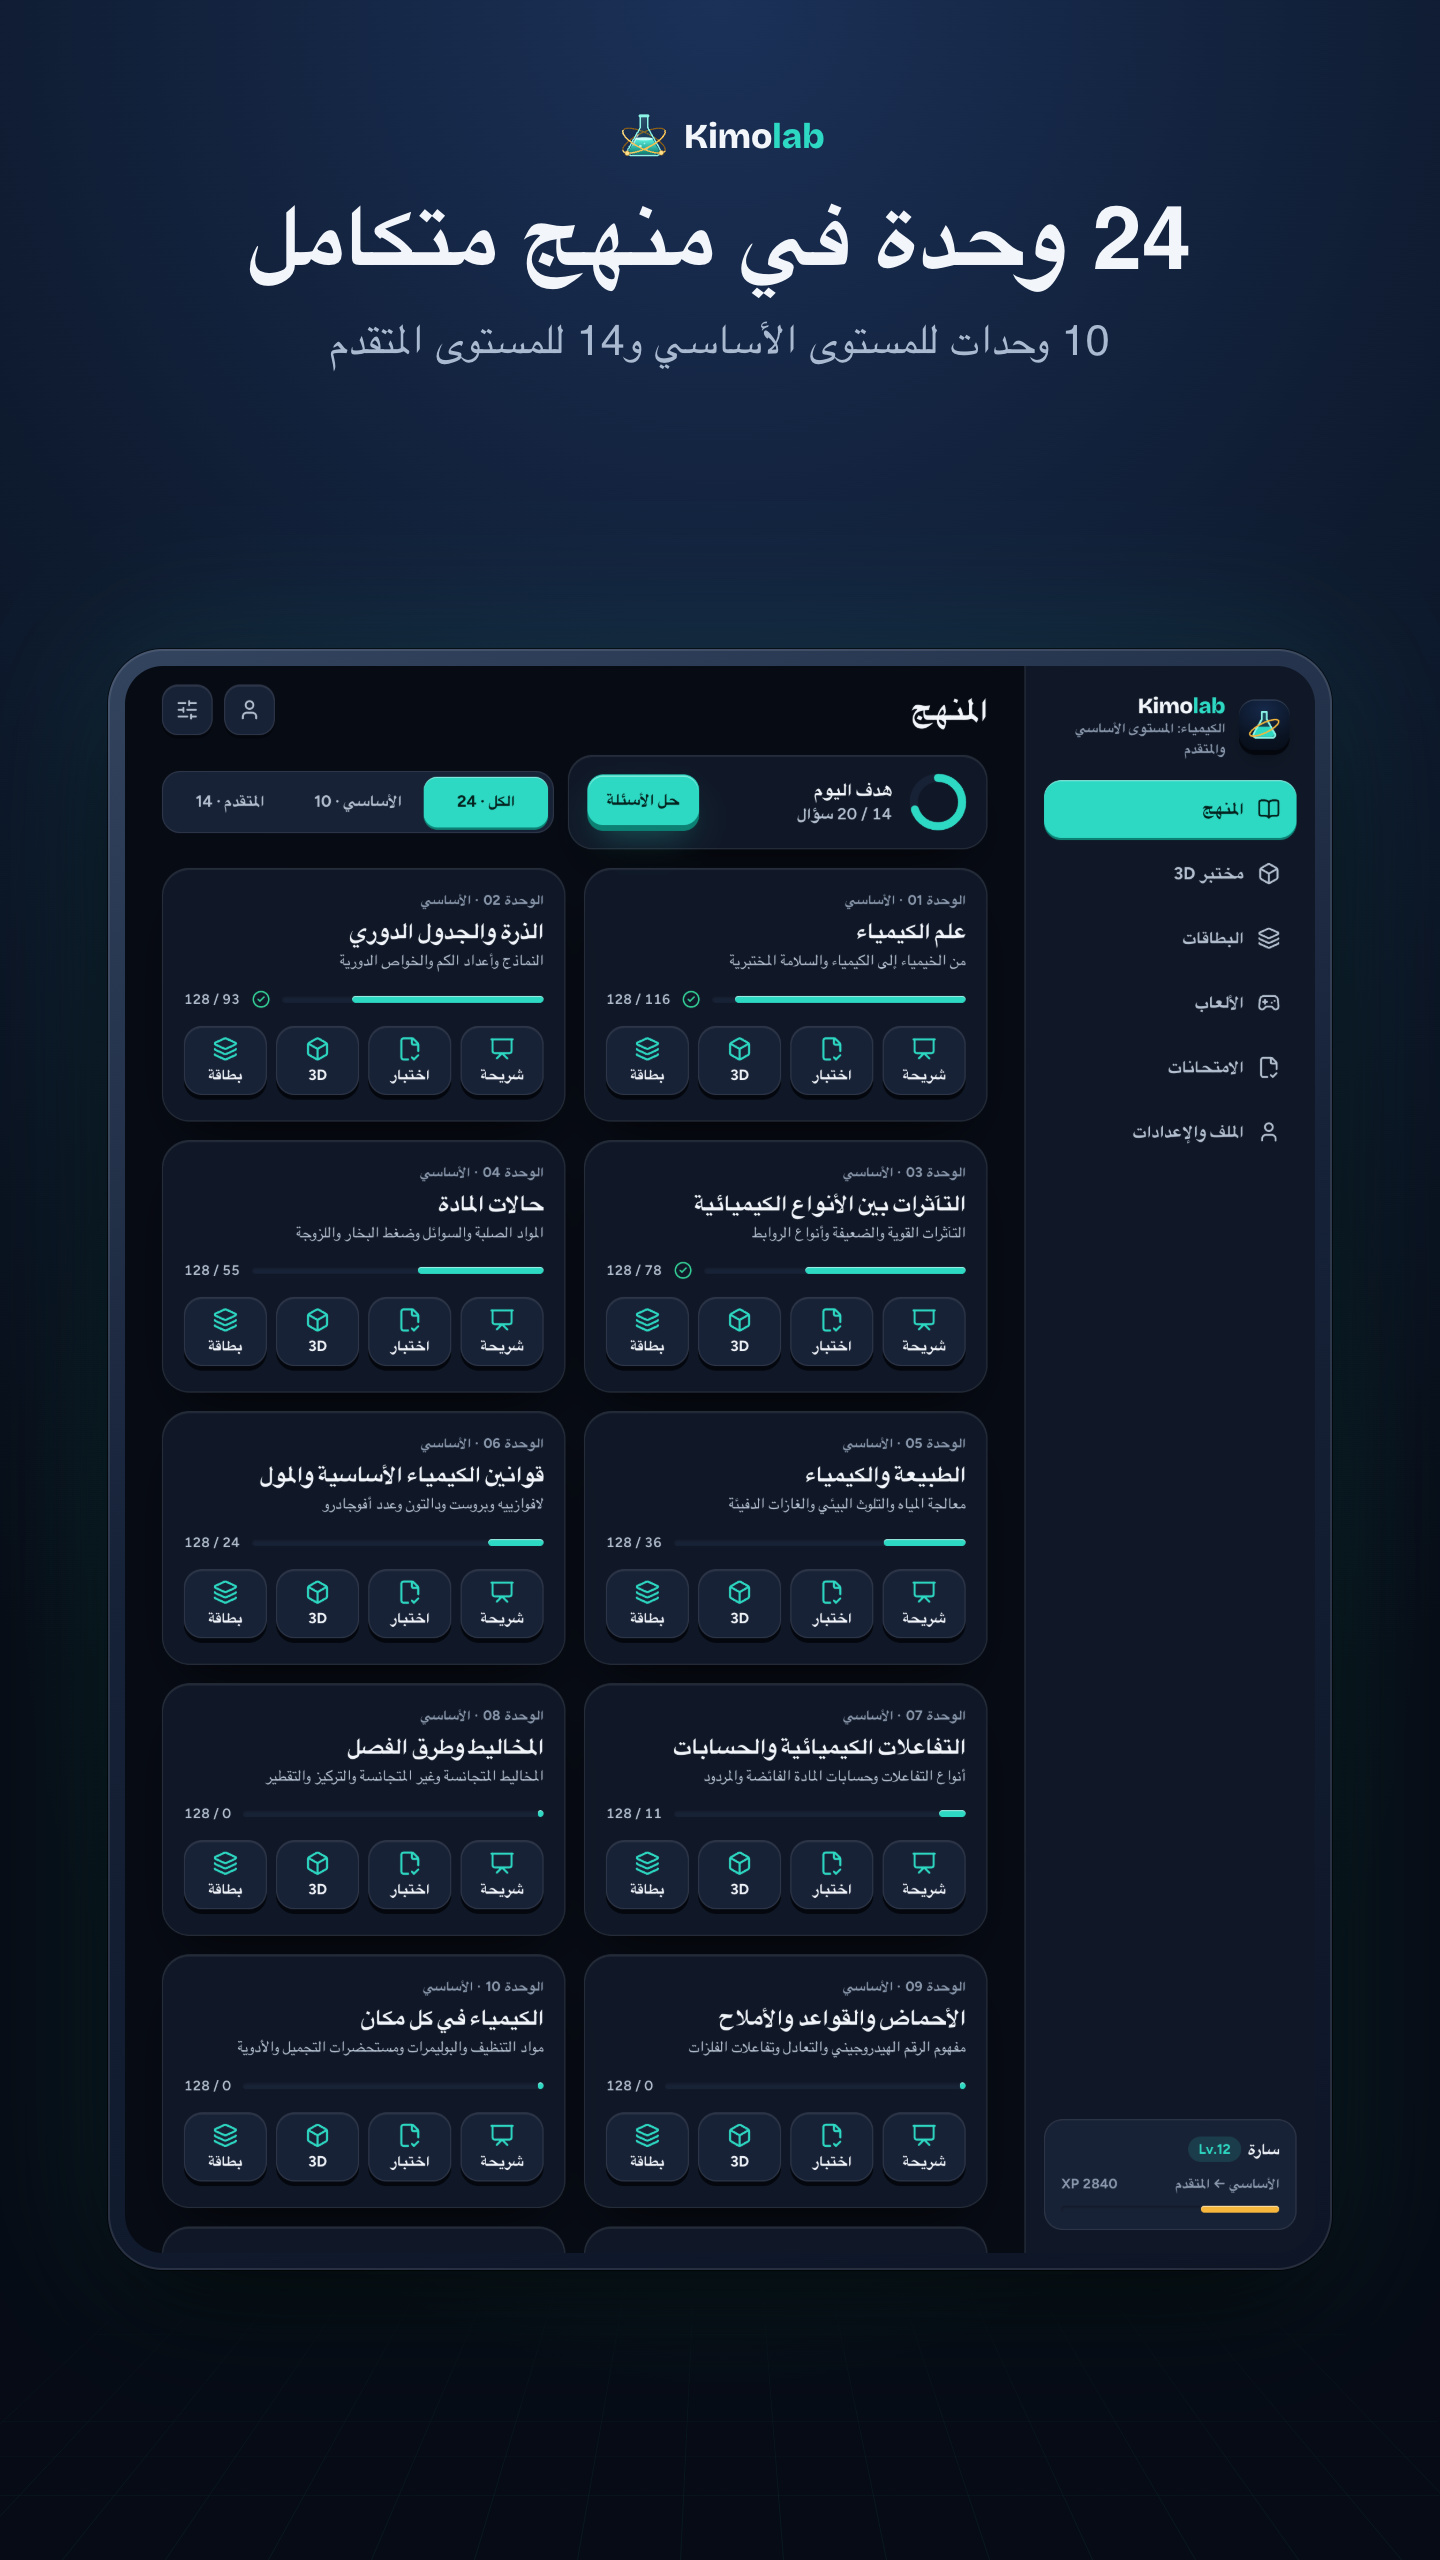 Kimolab
24 وحدة في منهج متكامل
10 وحدات للمستوى الأساسي و14 للمستوى المتقدم
Kimolab
الكيمياء: المستوى الأساسي
والمتقدم
المنهج
مختبر 3D
البطاقات
الألعاب
الامتحانات
الملف والإعدادات
سارة Lv.12
الأساسي ← المتقدم XP 2840
المنهج
هدف اليوم
14 / 20 سؤال
حل الأسئلة
الكل · 24
الأساسي · 10
المتقدم · 14
الوحدة 01 · الأساسي
علم الكيمياء
من الخيمياء إلى الكيمياء والسلامة المختبرية
128 / 116
شريحة اختبار 3D بطاقة
الوحدة 02 · الأساسي
الذرة والجدول الدوري
النماذج وأعداد الكم والخواص الدورية
128 / 93
شريحة اختبار 3D بطاقة
الوحدة 03 · الأساسي
التآثرات بين الأنواع الكيميائية
التآثرات القوية والضعيفة وأنواع الروابط
128 / 78
شريحة اختبار 3D بطاقة
الوحدة 04 · الأساسي
حالات المادة
المواد الصلبة والسوائل وضغط البخار واللزوجة
128 / 55
شريحة اختبار 3D بطاقة
الوحدة 05 · الأساسي
الطبيعة والكيمياء
معالجة المياه والتلوث البيئي والغازات الدفيئة
128 / 36
شريحة اختبار 3D بطاقة
الوحدة 06 · الأساسي
قوانين الكيمياء الأساسية والمول
لافوازييه وبروست ودالتون وعدد أفوجادرو
128 / 24
شريحة اختبار 3D بطاقة
الوحدة 07 · الأساسي
التفاعلات الكيميائية والحسابات
أنواع التفاعلات وحسابات المادة الفائضة والمردود
128 / 11
شريحة اختبار 3D بطاقة
الوحدة 08 · الأساسي
المخاليط وطرق الفصل
المخاليط المتجانسة وغير المتجانسة والتركيز والتقطير
128 / 0
شريحة اختبار 3D بطاقة
الوحدة 09 · الأساسي
الأحماض والقواعد والأملاح
مفهوم الرقم الهيدروجيني والتعادل وتفاعلات الفلزات
128 / 0
شريحة اختبار 3D بطاقة
الوحدة 10 · الأساسي
الكيمياء في كل مكان
مواد التنظيف والبوليمرات ومستحضرات التجميل والأدوية
128 / 0
شريحة اختبار 3D بطاقة